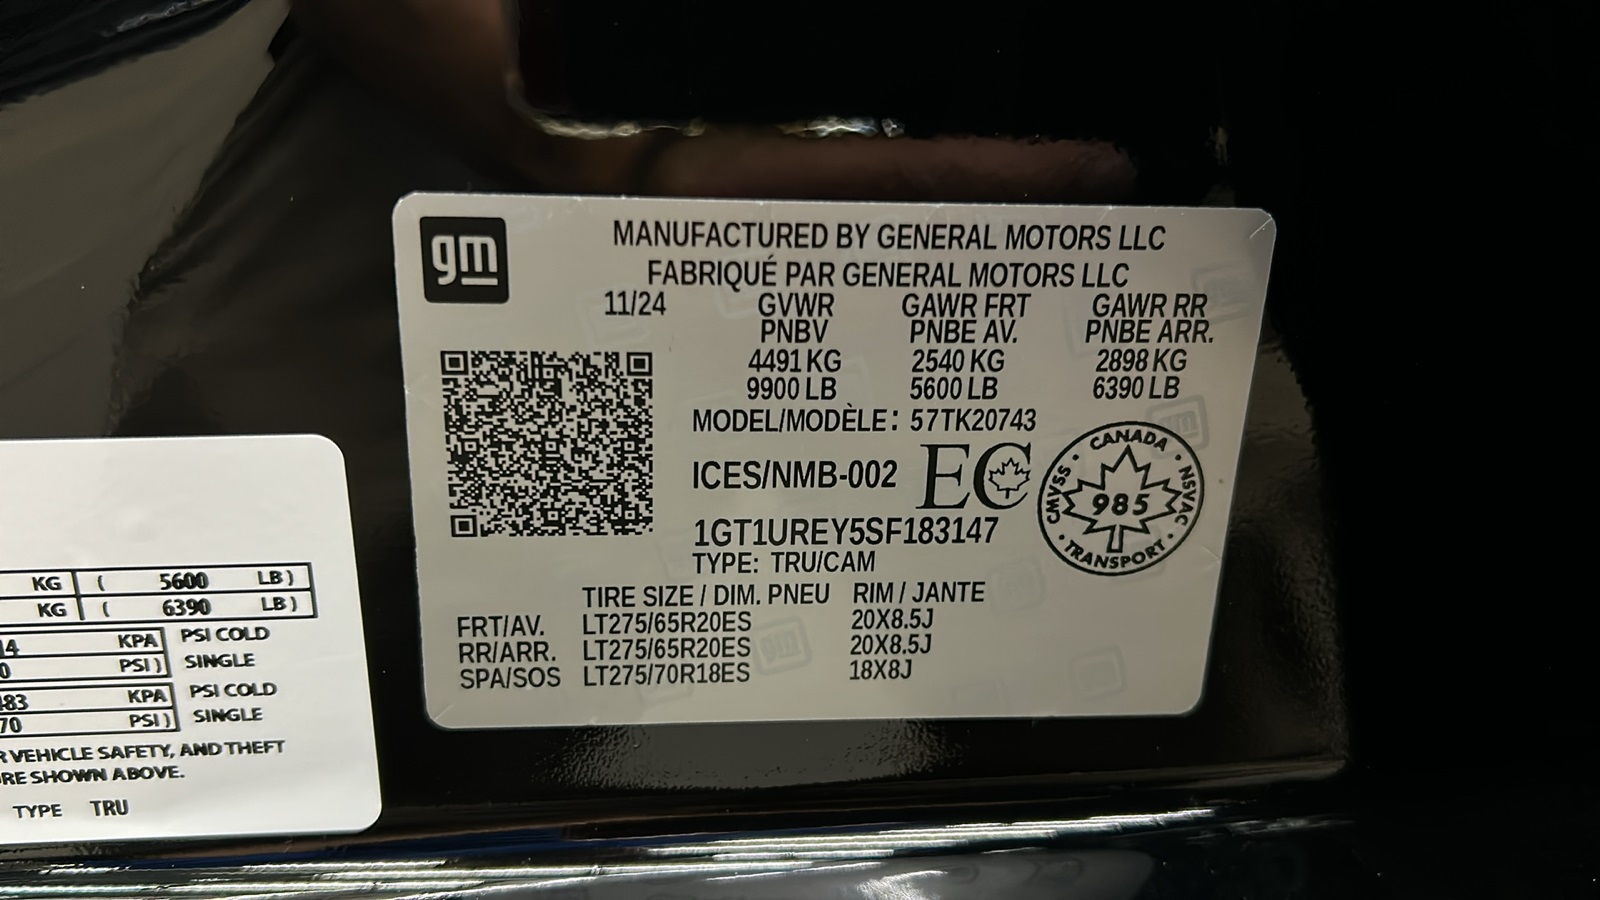 gm
MANUFACTURED BY GENERAL MOTORS LLC
FABRIQUÉ PAR GENERAL MOTORS LLC
11/24 GVWR GAWR FRT GAWR RR
PNBV PNBE AV. PNBE ARR.
4491 KG 2540 KG 2898 KG
9900 LB 5600 LB 6390 LB
MODEL/MODÈLE: 57TK20743
ICES/NMB-002 EC
CANADA
CMVSS 985 NSVAC
TRANSPORT
1GT1UREY5SF183147
TYPE: TRU/CAM
TIRE SIZE / DIM. PNEU RIM / JANTE
FRT/AV. LT275/65R20ES 20X8.5J
RR/ARR. LT275/65R20ES 20X8.5J
SPA/SOS LT275/70R18ES 18X8J
KG ( 5600 LB )
KG ( 6390 LB )
KPA PSI COLD
PSI ) SINGLE
483 KPA PSI COLD
70 PSI ) SINGLE
VEHICLE SAFETY, AND THEFT
SHOWN ABOVE.
TYPE TRU